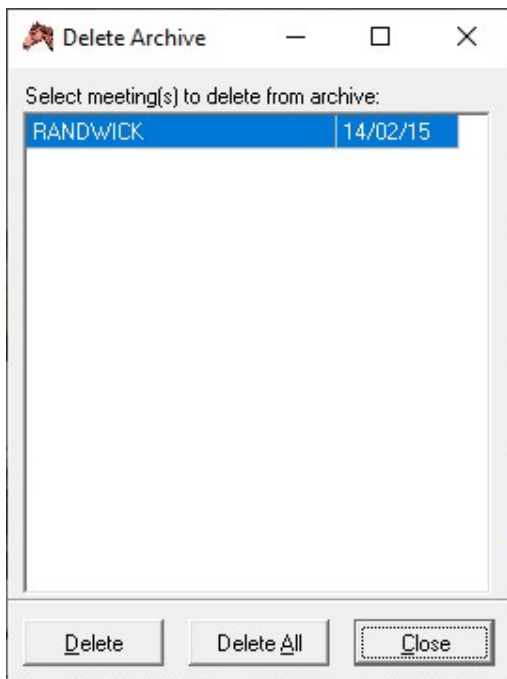 Delete Archive
Select meeting(s) to delete from archive:
RANDWICK 14/02/15
Delete Delete All Close